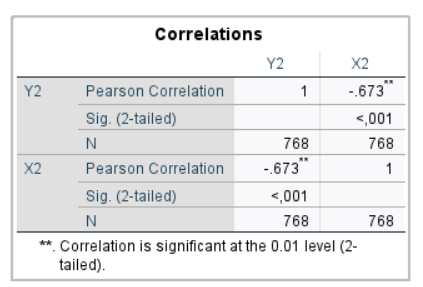 Correlations
Y2 X2
Y2 Pearson Correlation 1 -.673**
Sig. (2-tailed) <,001
N 768 768
X2 Pearson Correlation -.673** 1
Sig. (2-tailed) <,001
N 768 768
**. Correlation is significant at the 0.01 level (2-
tailed).